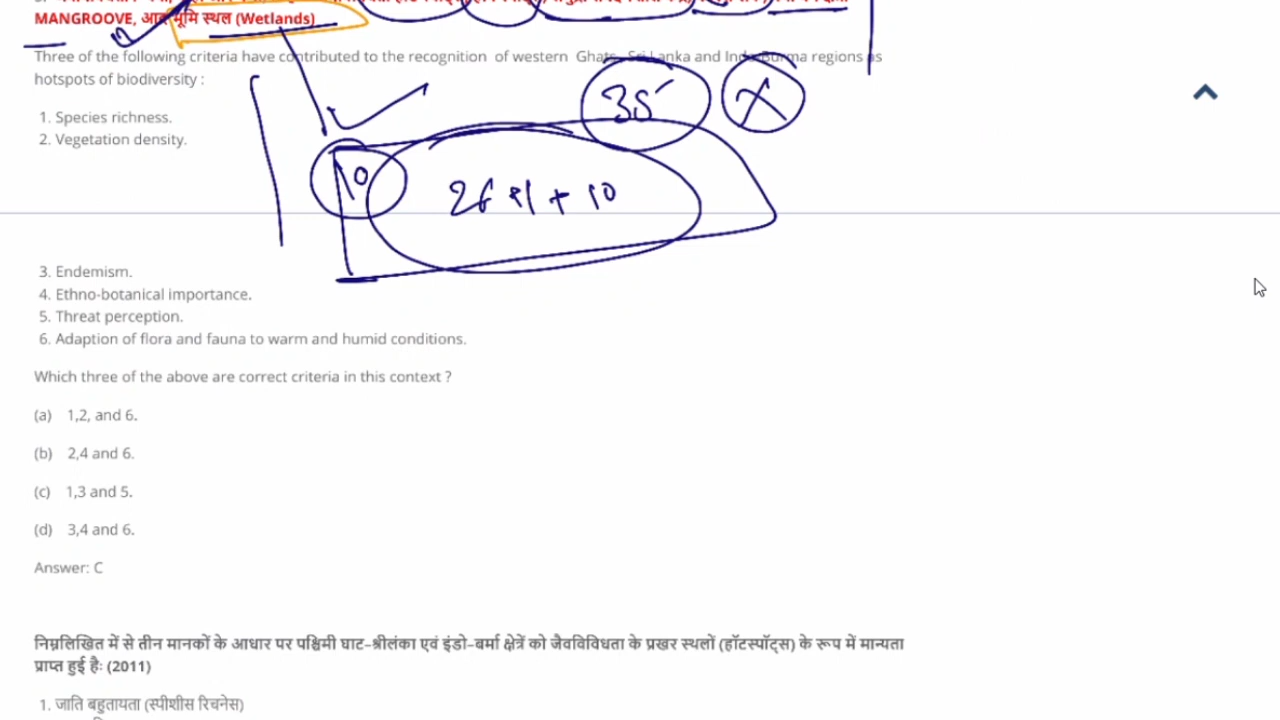 MANGROOVE, आर्द्र भूमि स्थल (Wetlands)
Three of the following criteria have contributed to the recognition of western Ghats, Sri Lanka and Indo-Burma regions as
hotspots of biodiversity :
35
X
1. Species richness.
2. Vegetation density.
10
+ 10
3. Endemism.
4. Ethno-botanical importance.
5. Threat perception.
6. Adaption of flora and fauna to warm and humid conditions.
Which three of the above are correct criteria in this context ?
(a) 1,2, and 6.
(b) 2,4 and 6.
(c) 1,3 and 5.
(d) 3,4 and 6.
Answer: C
निम्नलिखित में से तीन मानकों के आधार पर पश्चिमी घाट-श्रीलंका एवं इंडो-बर्मा क्षेत्रें को जैवविविधता के प्रखर स्थलों (हॉटस्पॉट्स) के रूप में मान्यता
प्राप्त हुई हैः (2011)
1. जाति बहुतायता (स्पीशीस रिचनेस)